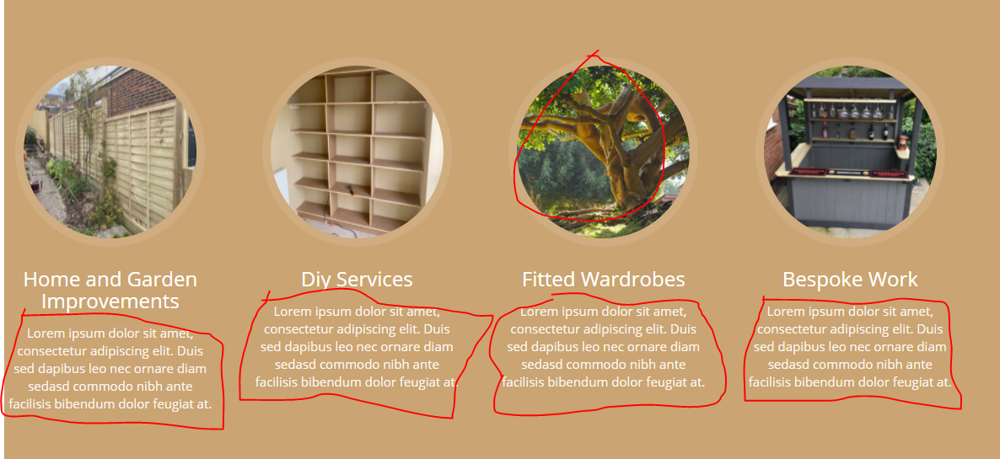 Home and Garden
Improvements
Lorem ipsum dolor sit amet,
consectetur adipiscing elit. Duis
sed dapibus leo nec ornare diam
sedasd commodo nibh ante
facilisis bibendum dolor feugiat at.
Diy Services
Lorem ipsum dolor sit amet,
consectetur adipiscing elit. Duis
sed dapibus leo nec ornare diam
sedasd commodo nibh ante
facilisis bibendum dolor feugiat at.
Fitted Wardrobes
Lorem ipsum dolor sit amet,
consectetur adipiscing elit. Duis
sed dapibus leo nec ornare diam
sedasd commodo nibh ante
facilisis bibendum dolor feugiat at.
Bespoke Work
Lorem ipsum dolor sit amet,
consectetur adipiscing elit. Duis
sed dapibus leo nec ornare diam
sedasd commodo nibh ante
facilisis bibendum dolor feugiat at.